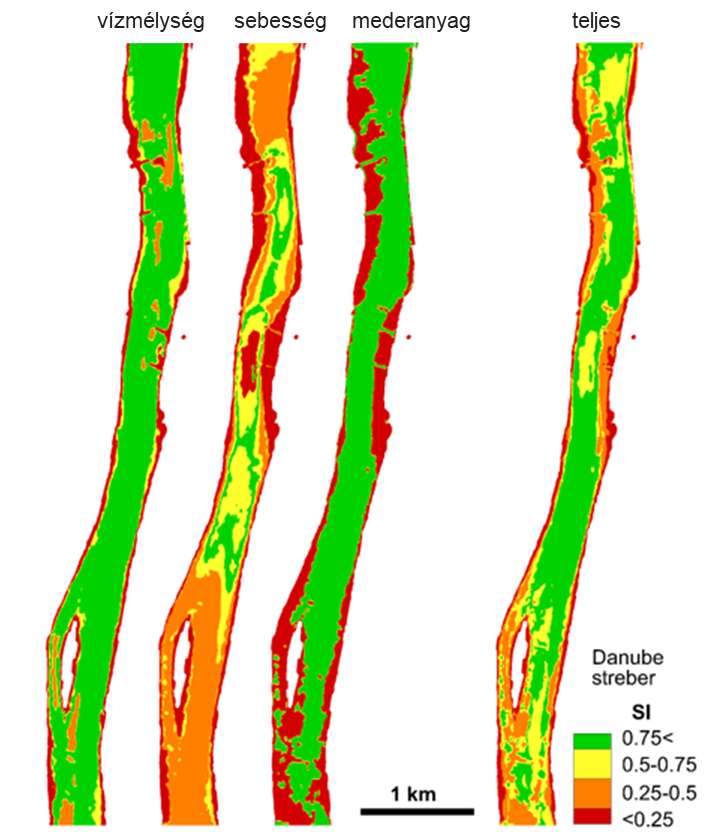 vízmélység sebesség mederanyag teljes
Danube
streber
SI
0.75<
0.5-0.75
0.25-0.5
<0.25
1 km